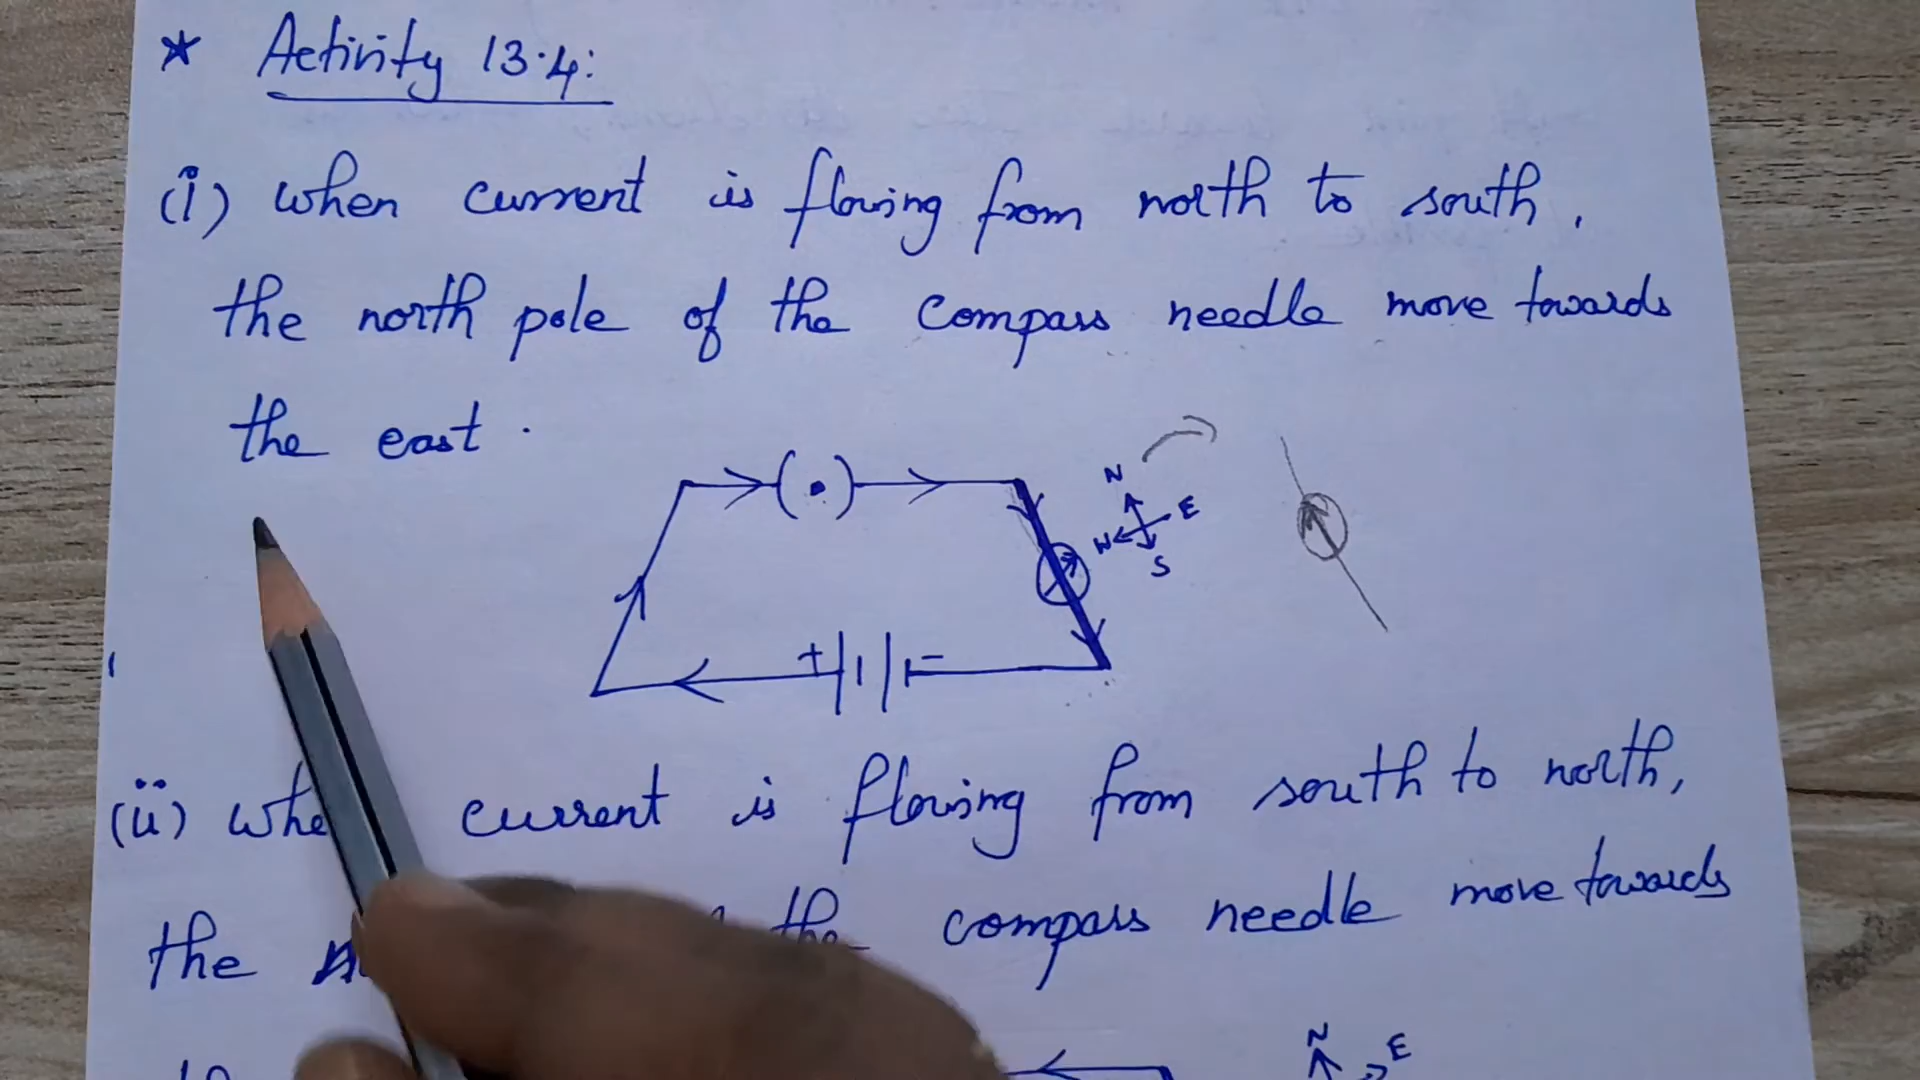 * Activity 13.4:
(i) when current is flowing from north to south,
the north pole of the compass needle move towards
the east.
N
E
W
S
+ -
(ii) current is flowing from south to north,
the the compass needle move towards
N
E